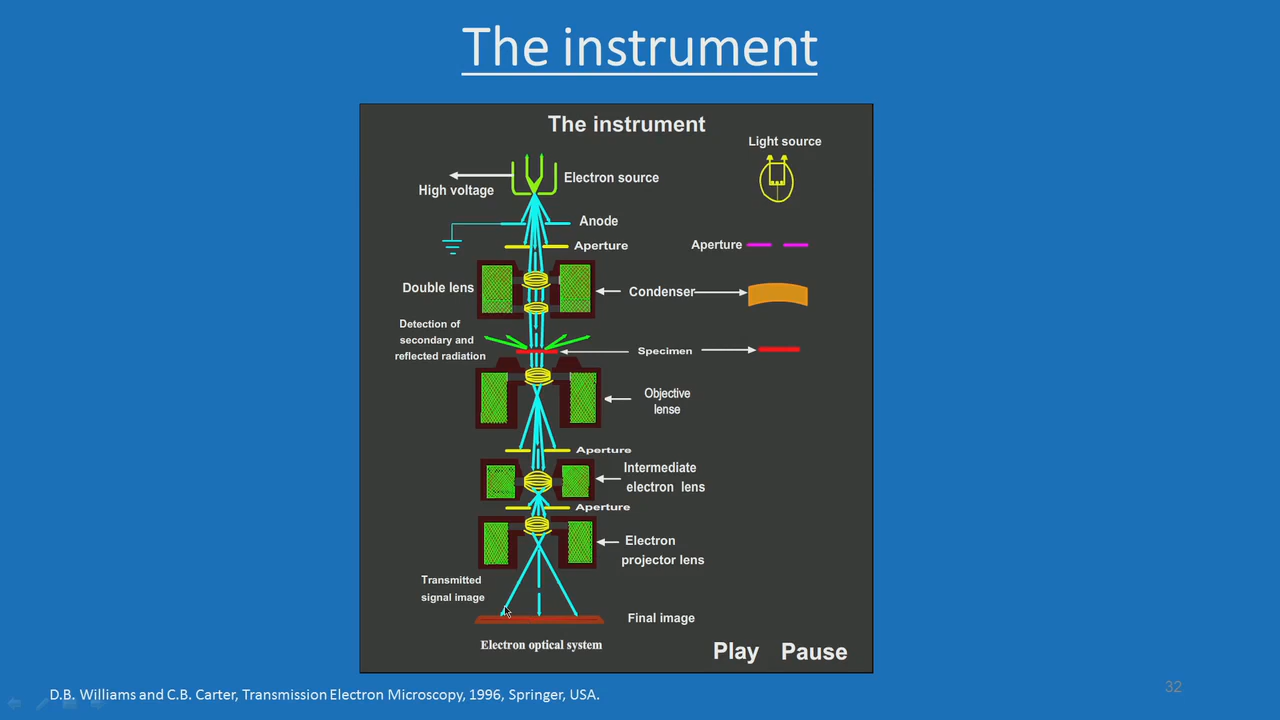 The instrument
The instrument
Light source
Electron source
High voltage
Anode
Aperture
Aperture
Double lens
Condenser
Detection of
secondary and
reflected radiation
Specimen
Objective
lense
Aperture
Intermediate
electron lens
Aperture
Electron
projector lens
Transmitted
signal image
Final image
Electron optical system
Play Pause
D.B. Williams and C.B. Carter, Transmission Electron Microscopy, 1996, Springer, USA.
32